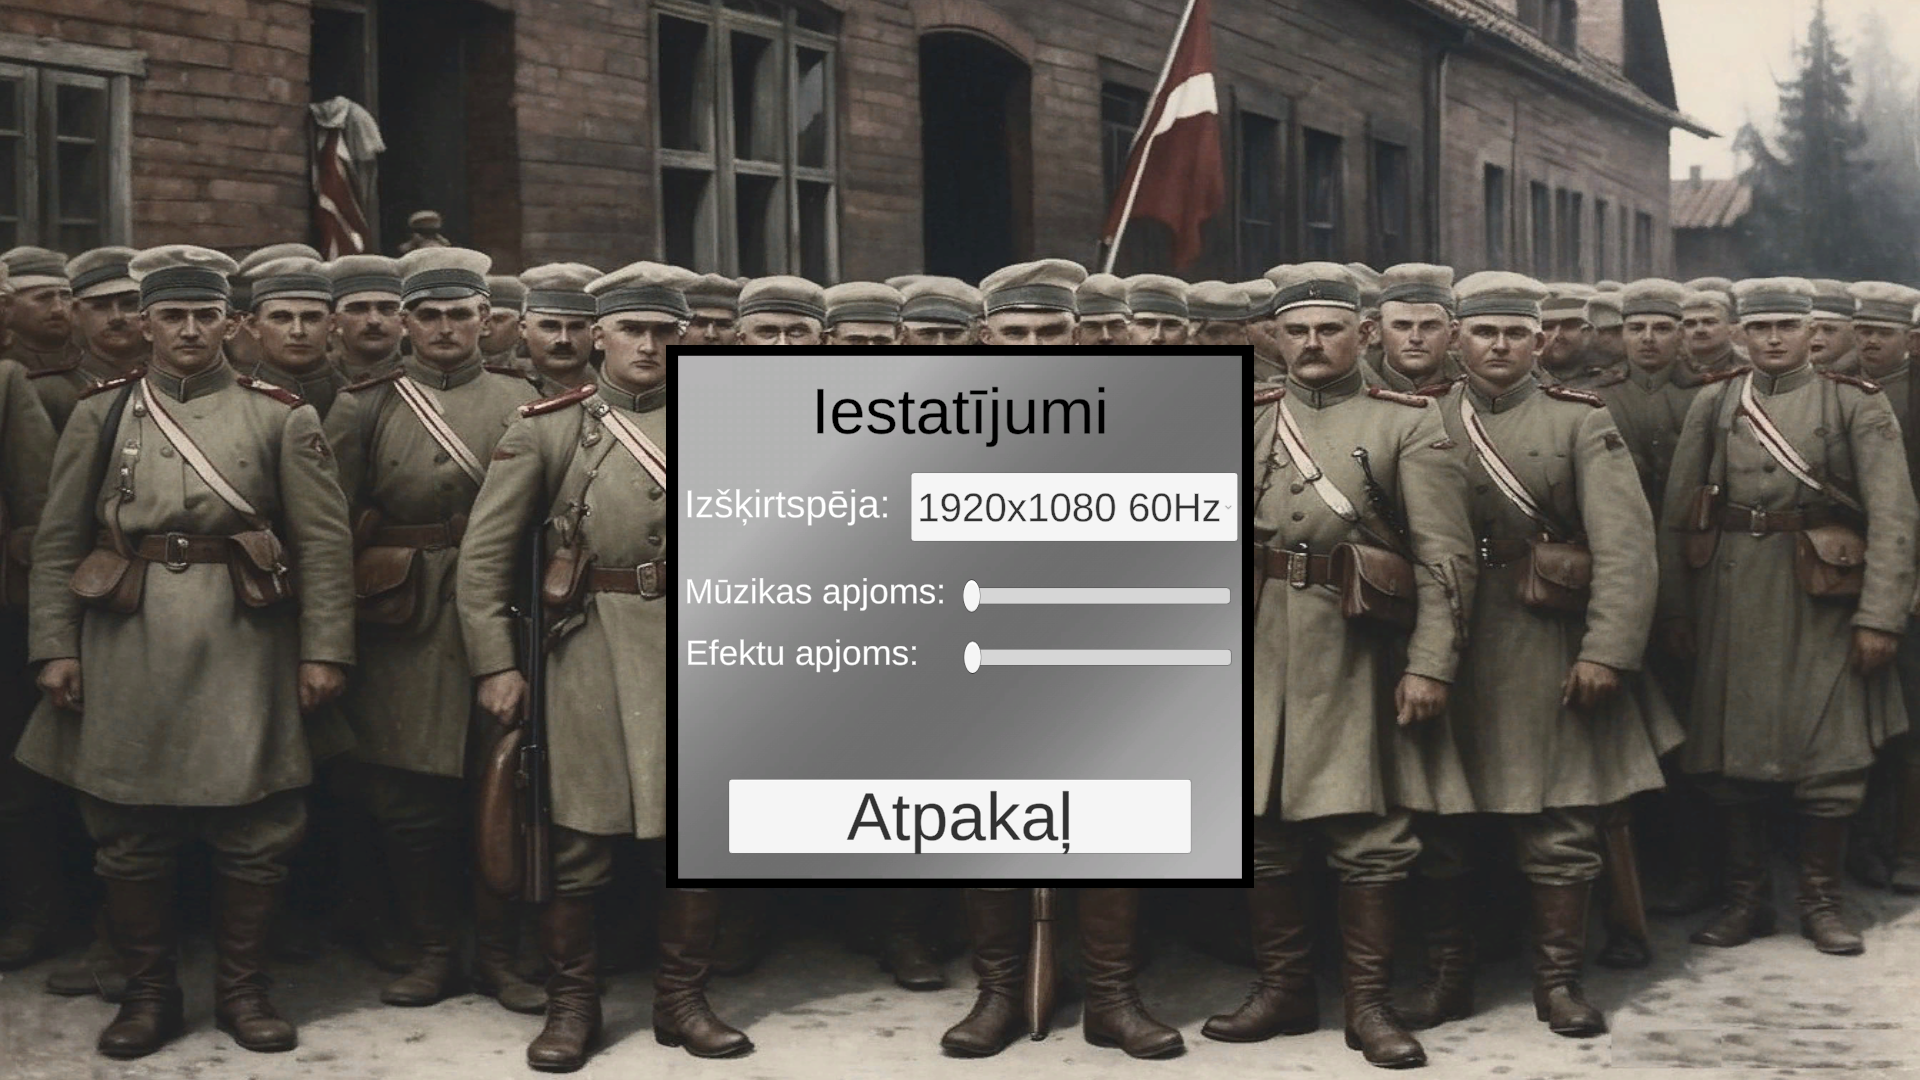 Iestatījumi
Izšķirtspēja: 1920x1080 60Hz
Mūzikas apjoms:
Efektu apjoms:
Atpakaļ